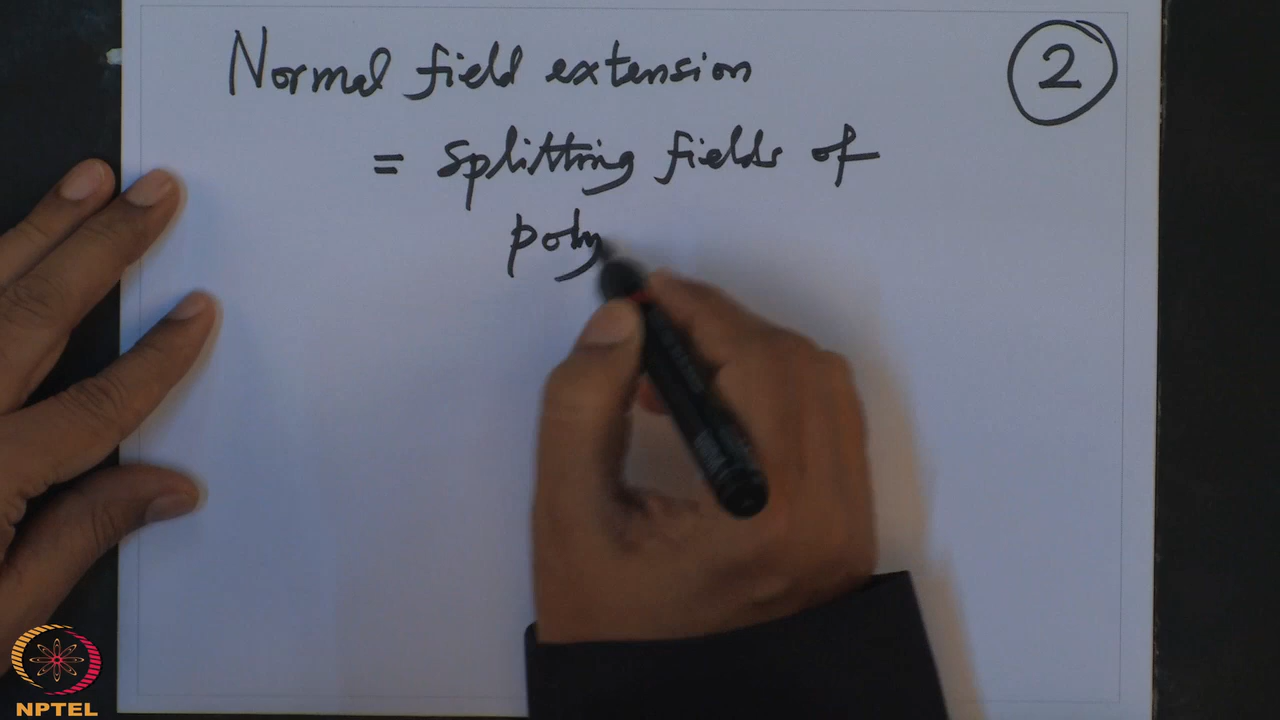 Normal field extension
2
= splitting fields of
poly
NPTEL